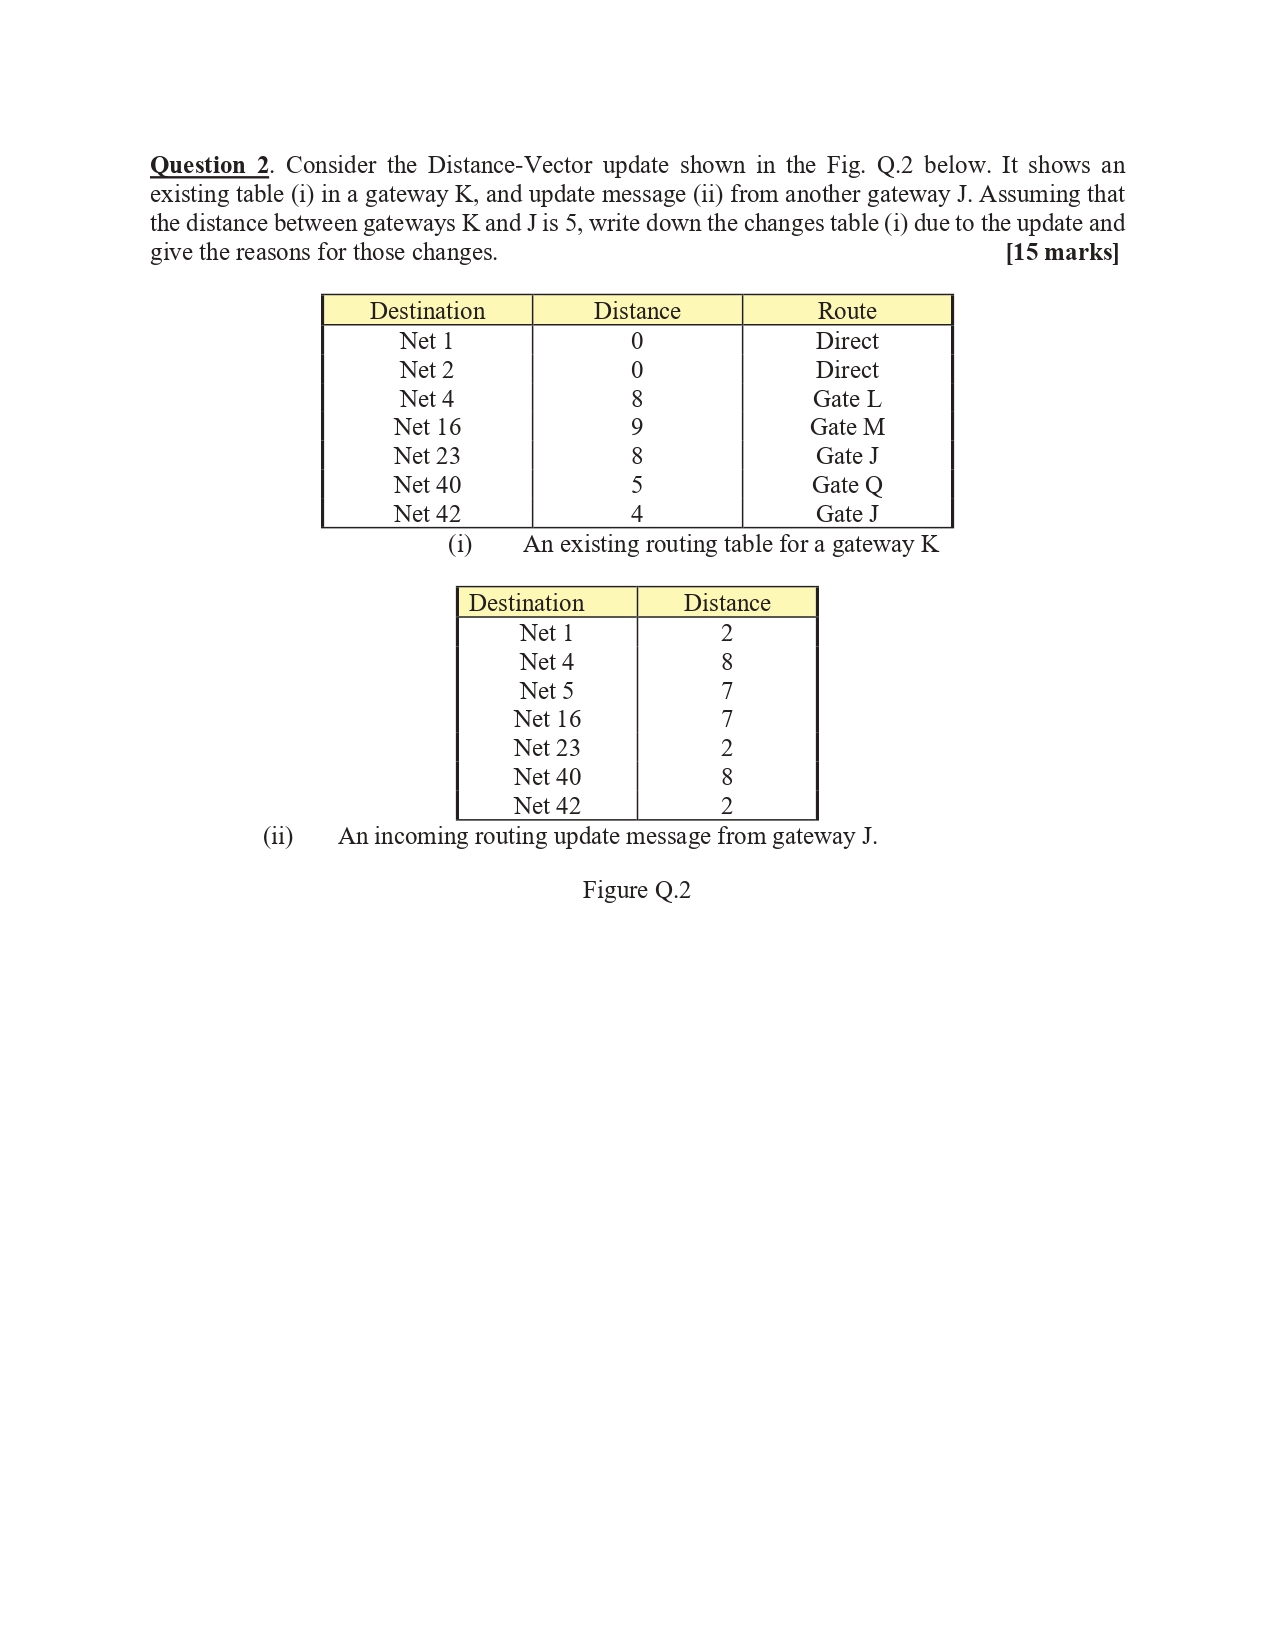 Question 2. Consider the Distance-Vector update shown in the Fig. Q.2 below. It shows an
existing table (i) in a gateway K, and update message (ii) from another gateway J. Assuming that
the distance between gateways K and J is 5, write down the changes table (i) due to the update and
give the reasons for those changes. [15 marks]
Destination Distance Route
Net 1 0 Direct
Net 2 0 Direct
Net 4 8 Gate L
Net 16 9 Gate M
Net 23 8 Gate J
Net 40 5 Gate Q
Net 42 4 Gate J
(i) An existing routing table for a gateway K
Destination Distance
Net 1 2
Net 4 8
Net 5 7
Net 16 7
Net 23 2
Net 40 8
Net 42 2
(ii) An incoming routing update message from gateway J.
Figure Q.2